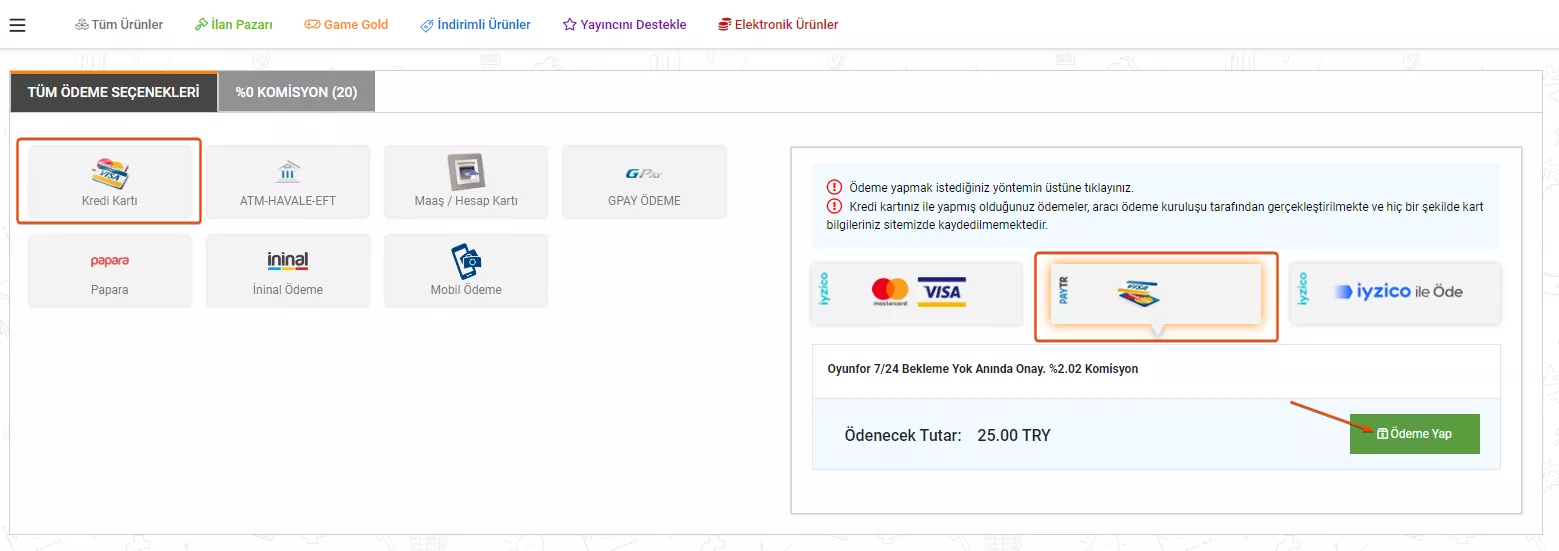 Tüm Ürünler İlan Pazarı Game Gold İndirimli Ürünler Yayıncını Destekle Elektronik Ürünler
TÜM ÖDEME SEÇENEKLERİ %0 KOMİSYON (20)
VISA
Kredi Kartı
ATM-HAVALE-EFT
Maaş / Hesap Kartı
GPay
GPAY ÖDEME
papara
Papara
ininal
İninal Ödeme
Mobil Ödeme
Ödeme yapmak istediğiniz yöntemin üstüne tıklayınız.
Kredi kartınız ile yapmış olduğunuz ödemeler, aracı ödeme kuruluşu tarafından gerçekleştirilmekte ve hiç bir şekilde kart
bilgileriniz sitemizde kaydedilmemektedir.
iyzico mastercard VISA
PAYTR VISA
iyzico iyzico ile Öde
Oyunfor 7/24 Bekleme Yok Anında Onay. %2.02 Komisyon
Ödenecek Tutar: 25.00 TRY
Ödeme Yap